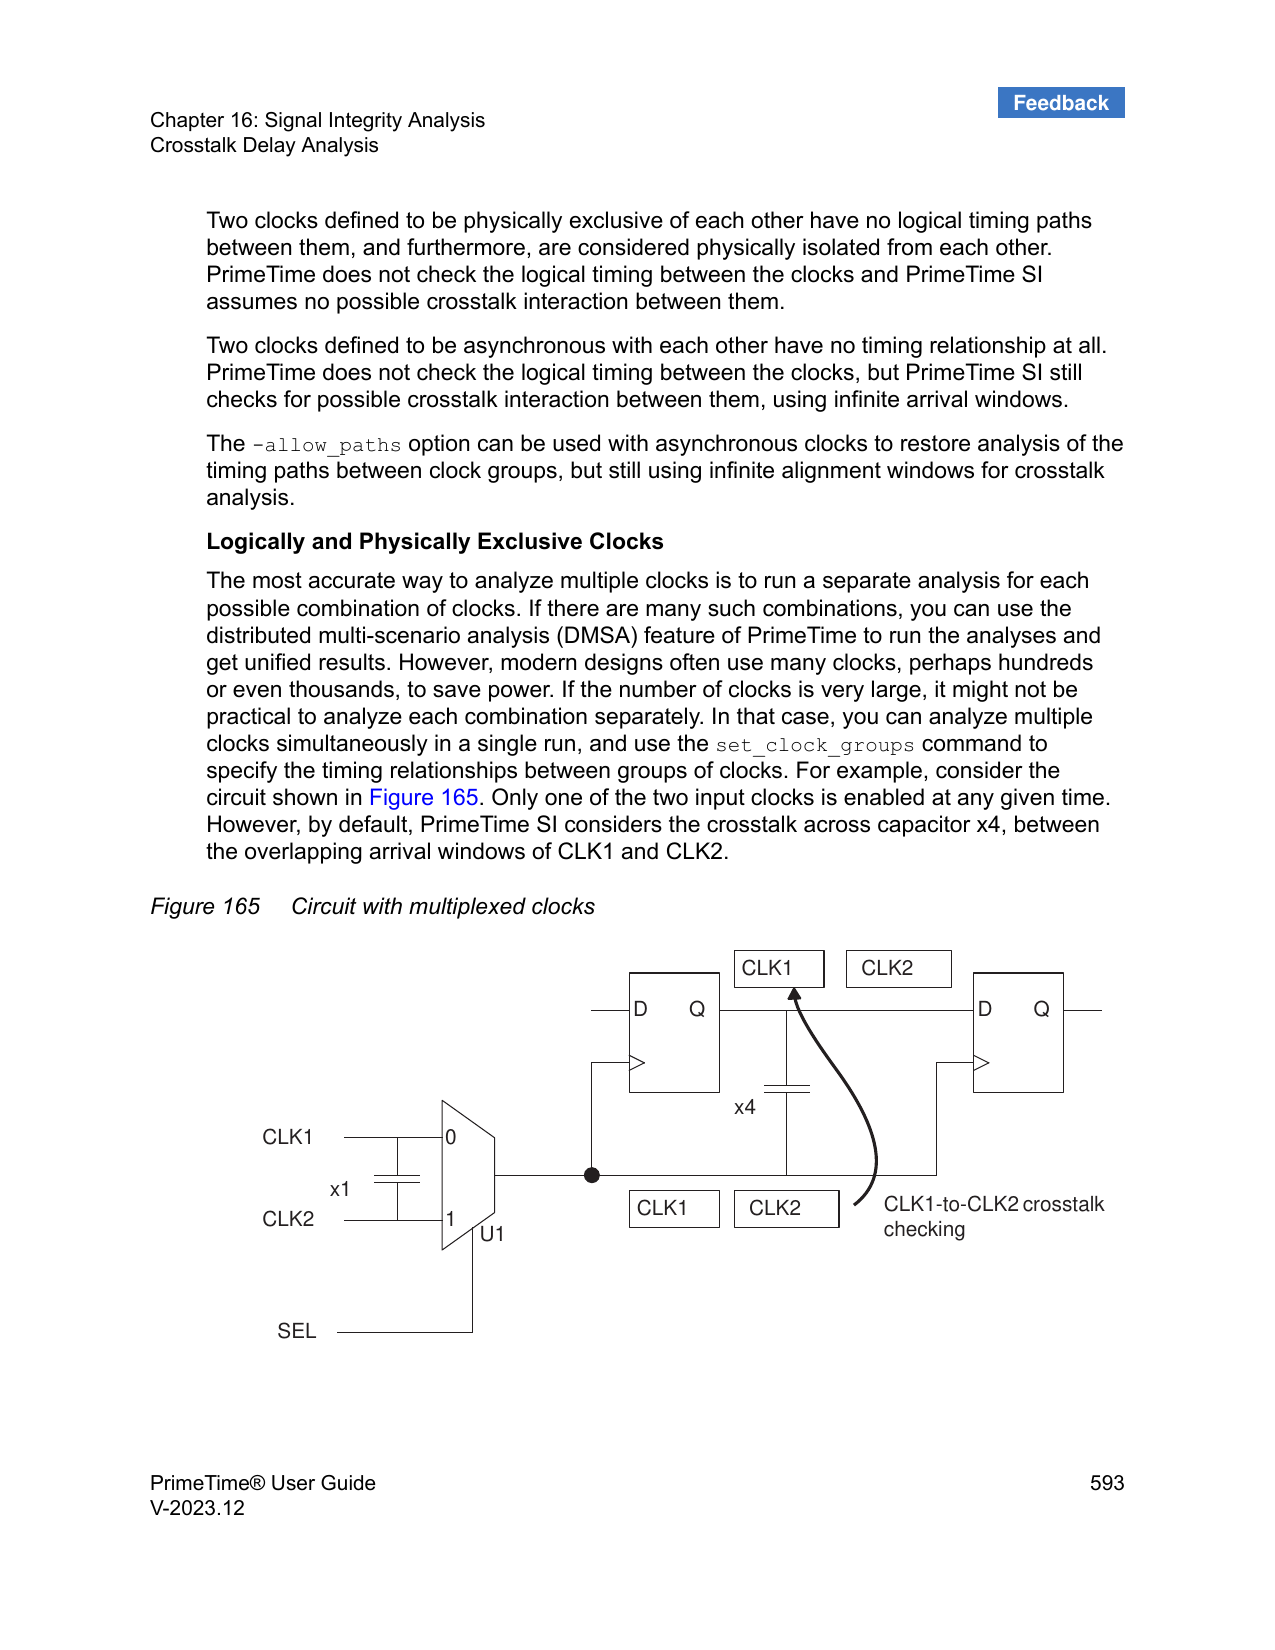 Feedback
Chapter 16: Signal Integrity Analysis
Crosstalk Delay Analysis
Two clocks defined to be physically exclusive of each other have no logical timing paths
between them, and furthermore, are considered physically isolated from each other.
PrimeTime does not check the logical timing between the clocks and PrimeTime SI
assumes no possible crosstalk interaction between them.
Two clocks defined to be asynchronous with each other have no timing relationship at all.
PrimeTime does not check the logical timing between the clocks, but PrimeTime SI still
checks for possible crosstalk interaction between them, using infinite arrival windows.
The -allow_paths option can be used with asynchronous clocks to restore analysis of the
timing paths between clock groups, but still using infinite alignment windows for crosstalk
analysis.
Logically and Physically Exclusive Clocks
The most accurate way to analyze multiple clocks is to run a separate analysis for each
possible combination of clocks. If there are many such combinations, you can use the
distributed multi-scenario analysis (DMSA) feature of PrimeTime to run the analyses and
get unified results. However, modern designs often use many clocks, perhaps hundreds
or even thousands, to save power. If the number of clocks is very large, it might not be
practical to analyze each combination separately. In that case, you can analyze multiple
clocks simultaneously in a single run, and use the set_clock_groups command to
specify the timing relationships between groups of clocks. For example, consider the
circuit shown in Figure 165. Only one of the two input clocks is enabled at any given time.
However, by default, PrimeTime SI considers the crosstalk across capacitor x4, between
the overlapping arrival windows of CLK1 and CLK2.
Figure 165 Circuit with multiplexed clocks
CLK1 CLK2
D Q D Q
x4
CLK1 0
x1
CLK2 1
U1
CLK1 CLK2
CLK1-to-CLK2 crosstalk
checking
SEL
PrimeTime® User Guide 593
V-2023.12